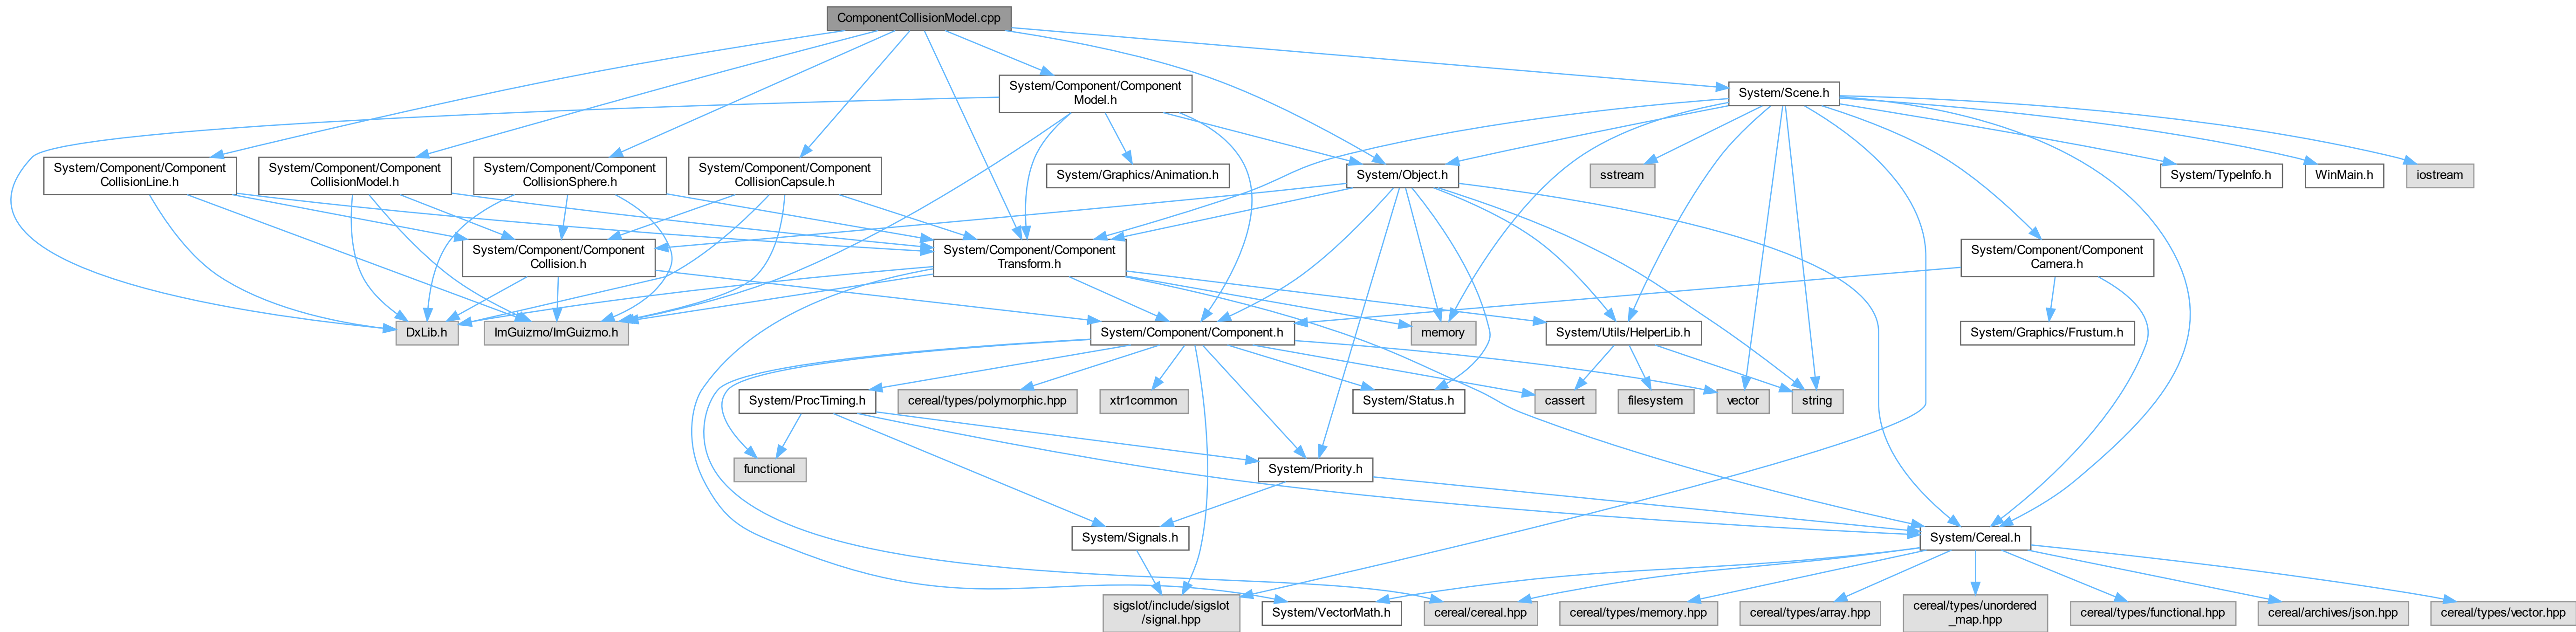 ComponentCollisionModel.cpp
System/Component/Component
Model.h
System/Scene.h
System/Component/Component
CollisionLine.h
System/Component/Component
CollisionModel.h
System/Component/Component
CollisionSphere.h
System/Component/Component
CollisionCapsule.h
System/Graphics/Animation.h
System/Object.h
sstream
System/TypeInfo.h
WinMain.h
iostream
System/Component/Component
Collision.h
System/Component/Component
Transform.h
System/Component/Component
Camera.h
DxLib.h
ImGuizmo/ImGuizmo.h
System/Component/Component.h
memory
System/Utils/HelperLib.h
System/Graphics/Frustum.h
System/ProcTiming.h
cereal/types/polymorphic.hpp
xtr1common
System/Status.h
cassert
filesystem
vector
string
functional
System/Priority.h
System/Signals.h
System/Cereal.h
sigslot/include/sigslot
/signal.hpp
System/VectorMath.h
cereal/cereal.hpp
cereal/types/memory.hpp
cereal/types/array.hpp
cereal/types/unordered
_map.hpp
cereal/types/functional.hpp
cereal/archives/json.hpp
cereal/types/vector.hpp